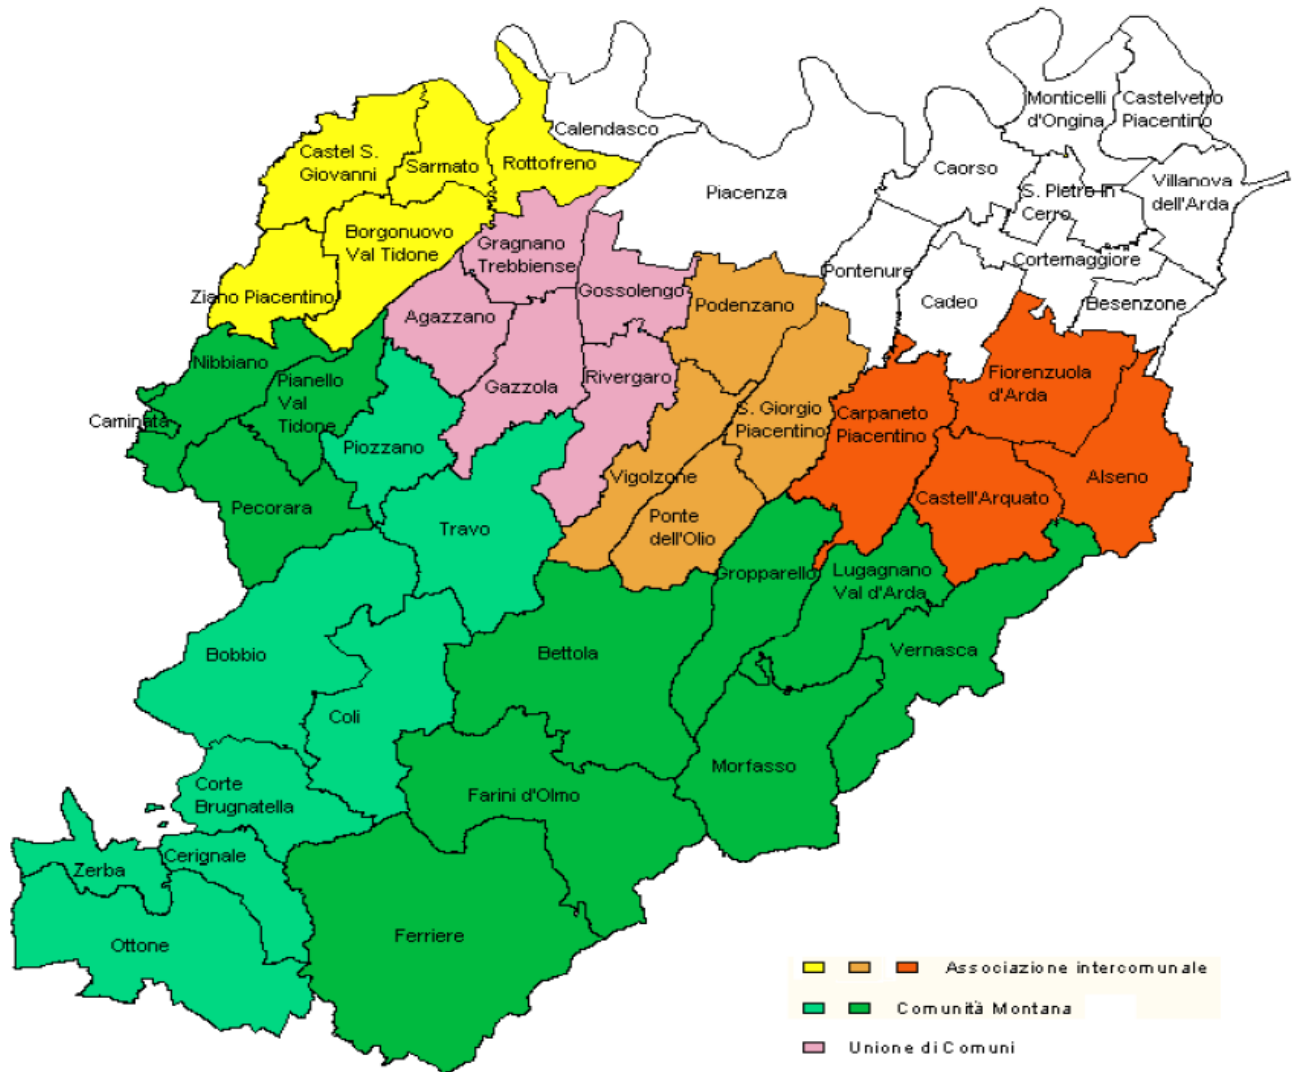 Monticelli
d'Ongina
Castelvetro
Piacentino
Calendasco
Castel S.
Giovanni
Sarmato
Rottofreno
Piacenza
Caorso
S. Pietro in
Cerro
Villanova
dell'Arda
Borgonuovo
Val Tidone
Gragnano
Trebbiense
Ziano Piacentino
Gossolengo
Podenzano
Pontenure
Cortemaggiore
Cadeo
Besenzone
Agazzano
Nibbiano
Pianello
Val
Tidone
Gazzola
Rivergaro
Fiorenzuola
d'Arda
Caminata
Piozzano
S. Giorgio
Piacentino
Carpaneto
Piacentino
Pecorara
Travo
Vigolzone
Ponte
dell'Olio
Castell'Arquato
Alseno
Gropparello
Lugagnano
Val d'Arda
Bobbio
Bettola
Vernasca
Coli
Morfasso
Corte
Brugnatella
Farini d'Olmo
Zerba
Cerignale
Ottone
Ferriere
Associazione intercomunale
Comunità Montana
Unione di Comuni